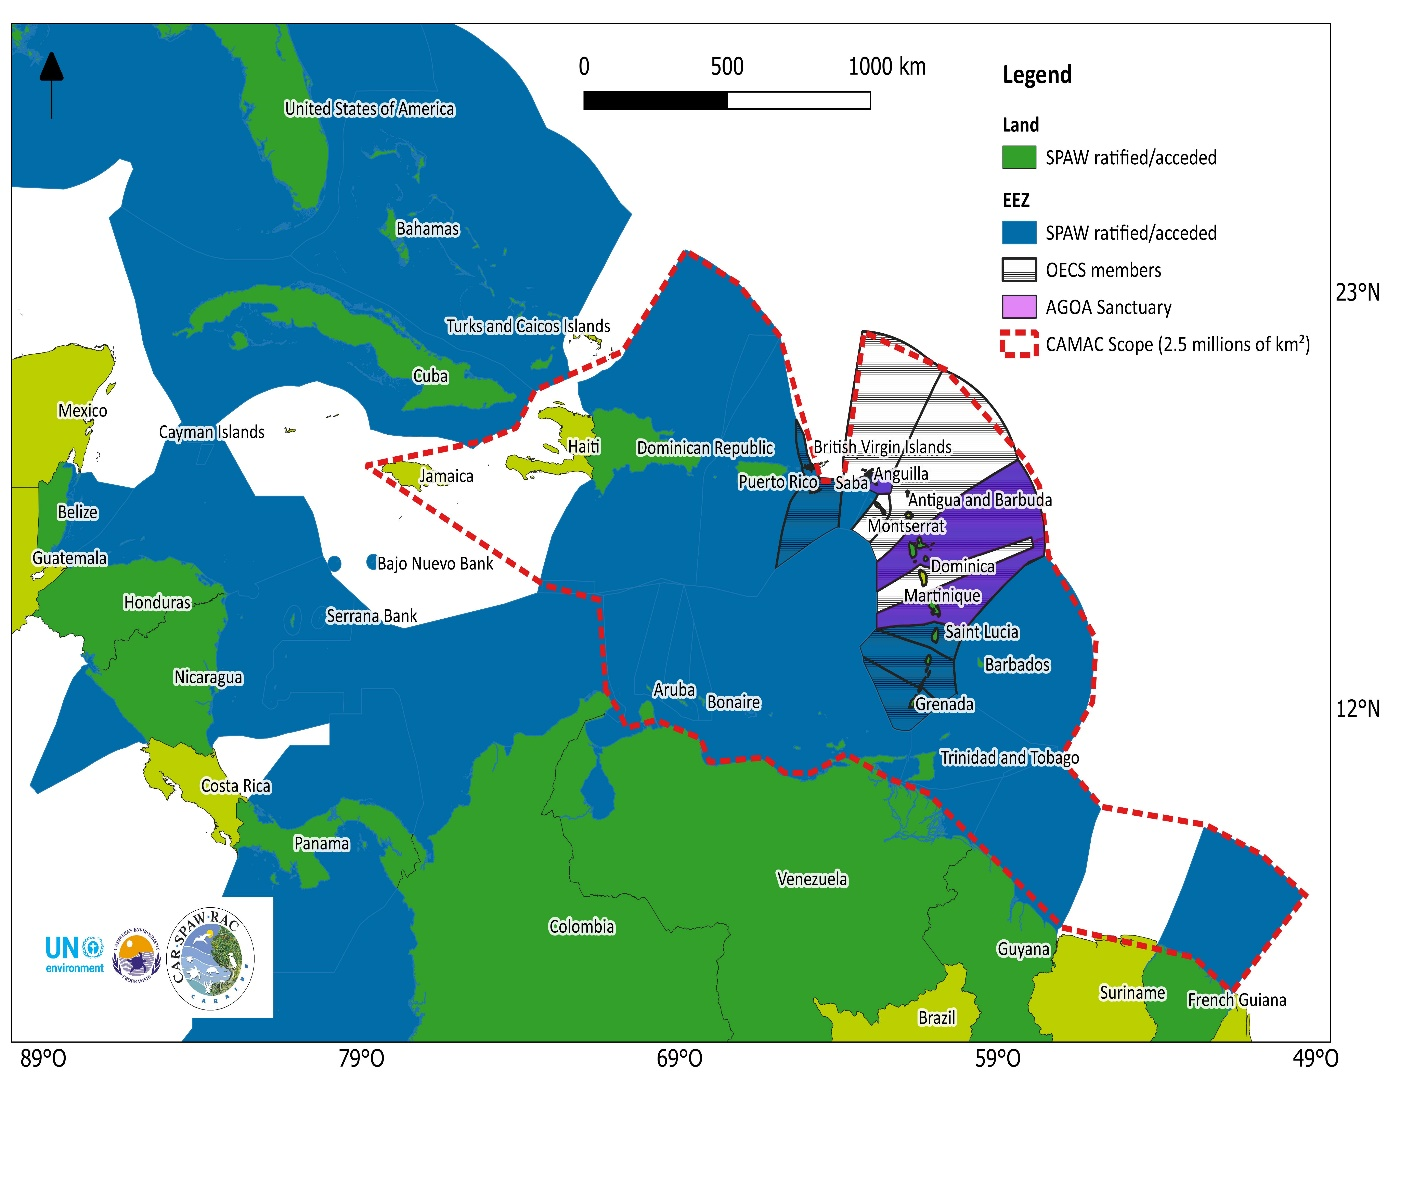 0 500 1000 km
Legend
Land
SPAW ratified/acceded
EEZ
SPAW ratified/acceded
OECS members
AGOA Sanctuary
CAMAC Scope (2.5 millions of km²)
United States of America
Bahamas
23°N
Turks and Caicos Islands
Cuba
Mexico
Cayman Islands
Haiti
Dominican Republic
British Virgin Islands
Jamaica
Puerto Rico
Saba
Anguilla
Antigua and Barbuda
Belize
Montserrat
Guatemala
Bajo Nuevo Bank
Dominica
Honduras
Martinique
Serrana Bank
Saint Lucia
Barbados
Nicaragua
Aruba
Bonaire
Grenada
12°N
Trinidad and Tobago
Costa Rica
Panama
Venezuela
Colombia
Guyana
Suriname
French Guiana
Brazil
UN
environment
CAR-SPAW-RAC
CARIBE
89°O 79°O 69°O 59°O 49°O